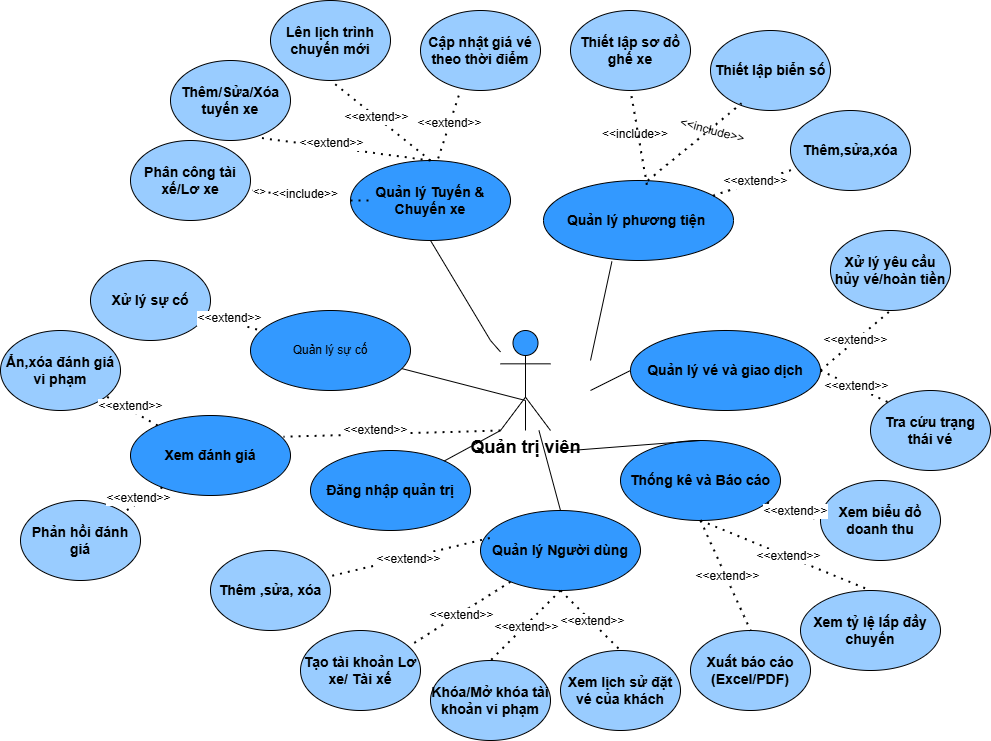 Lên lịch trình
chuyến mới
Cập nhật giá vé
theo thời điểm
Thiết lập sơ đồ
ghế xe
Thiết lập biển số
Thêm/Sửa/Xóa
tuyến xe
<<extend>>
<<extend>>
<<include>>
<<include>>
Thêm,sửa,xóa
<<extend>>
Phân công tài
xế/Lơ xe
<> <<include>>
Quản lý Tuyến &
Chuyến xe
<<extend>>
Quản lý phương tiện
Xử lý yêu cầu
hủy vé/hoàn tiền
Xử lý sự cố
<<extend>>
Quản lý sự cố
<<extend>>
Ẩn,xóa đánh giá
vi phạm
Quản lý vé và giao dịch
<<extend>>
<<extend>>
Tra cứu trạng
thái vé
<<extend>>
Xem đánh giá
Quản trị viên
Đăng nhập quản trị
Thống kê và Báo cáo
<<extend>>
<<extend>>
Xem biểu đồ
doanh thu
Phản hồi đánh
giá
Quản lý Người dùng
<<extend>>
<<extend>>
<<extend>>
Thêm ,sửa, xóa
<<extend>>
<<extend>>
<<extend>>
Xem tỷ lệ lấp đầy
chuyến
Tạo tài khoản Lơ
xe/ Tài xế
Khóa/Mở khóa tài
khoản vi phạm
Xem lịch sử đặt
vé của khách
Xuất báo cáo
(Excel/PDF)